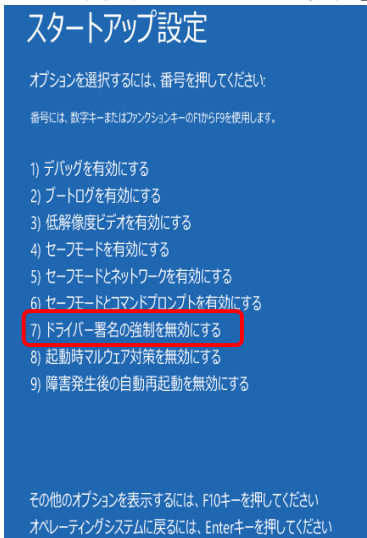 スタートアップ設定
オプションを選択するには、番号を押してください:
番号には、数字キーまたはファンクションキーのF1からF9を使用します。
1) デバッグを有効にする
2) ブートログを有効にする
3) 低解像度ビデオを有効にする
4) セーフモードを有効にする
5) セーフモードとネットワークを有効にする
6) セーフモードとコマンドプロンプトを有効にする
7) ドライバー署名の強制を無効にする
8) 起動時マルウェア対策を無効にする
9) 障害発生後の自動再起動を無効にする
その他のオプションを表示するには、F10キーを押してください
オペレーティングシステムに戻るには、Enterキーを押してください